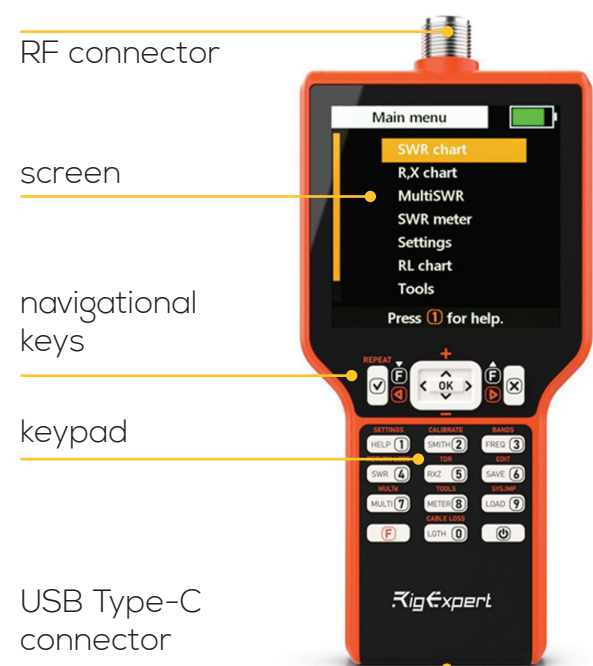 RF connector
Main menu
SWR chart
R,X chart
MultiSWR
SWR meter
Settings
RL chart
Tools
Press 1 for help.
screen
navigational
keys
REPEAT
F
+
F
< OK >
-
keypad
SETTINGS CALIBRATE BANDS
HELP 1 SMITH 2 FREQ 3
RETURN LOSS TDR EDIT
SWR 4 RXZ 5 SAVE 6
MULTI TOOLS SYS.IMP
MULTI 7 METER 8 LOAD 9
CABLE LOSS
F LGTH 0
RigExpert
USB Type-C
connector